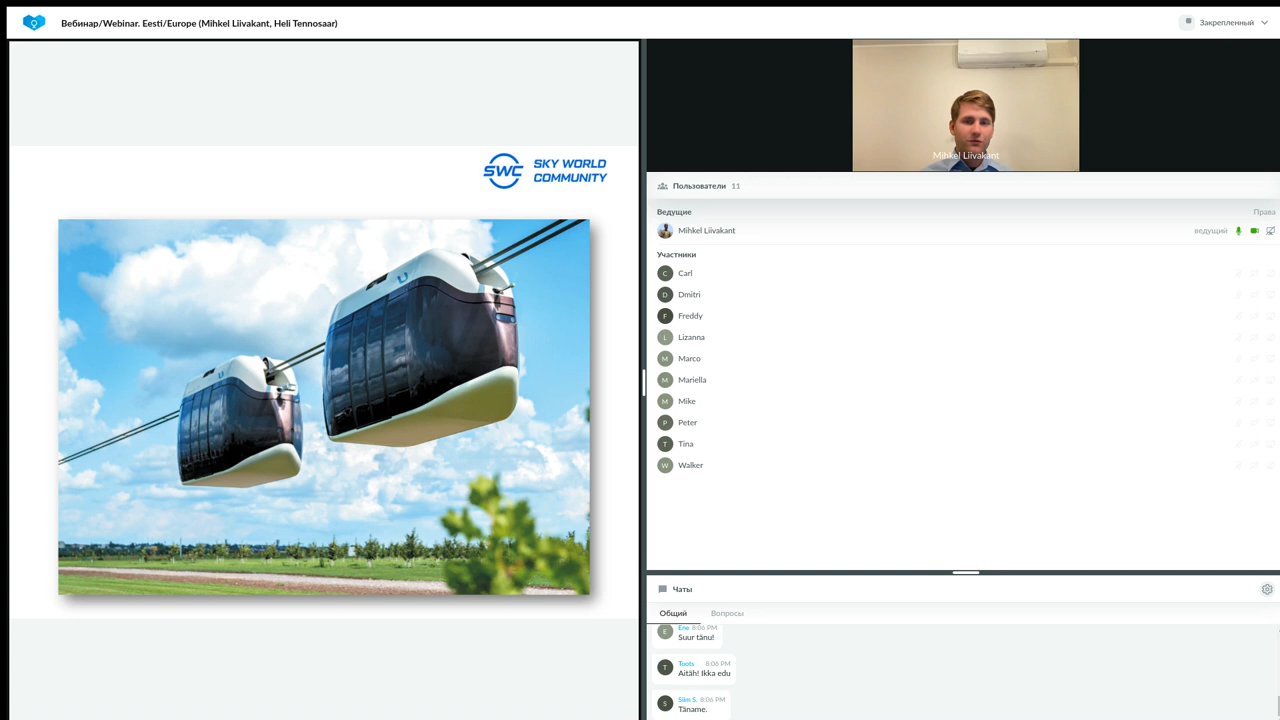 Вебинар/Webinar. Eesti/Europe (Mihkel Liivakant, Heli Tennosaar)
Закрепленный
SWC SKY WORLD
COMMUNITY
Mihkel Liivakant
Пользователи 11
Ведущие Права
Mihkel Liivakant ведущий
Участники
C Carl
D Dmitri
F Freddy
L Lizanna
M Marco
M Mariella
M Mike
P Peter
T Tina
W Walker
Чаты
Общий Вопросы
E Ene 8:06 PM
Suur tänu!
T Toots 8:06 PM
Aitäh! Ikka edu
S Siim S. 8:06 PM
Täname.